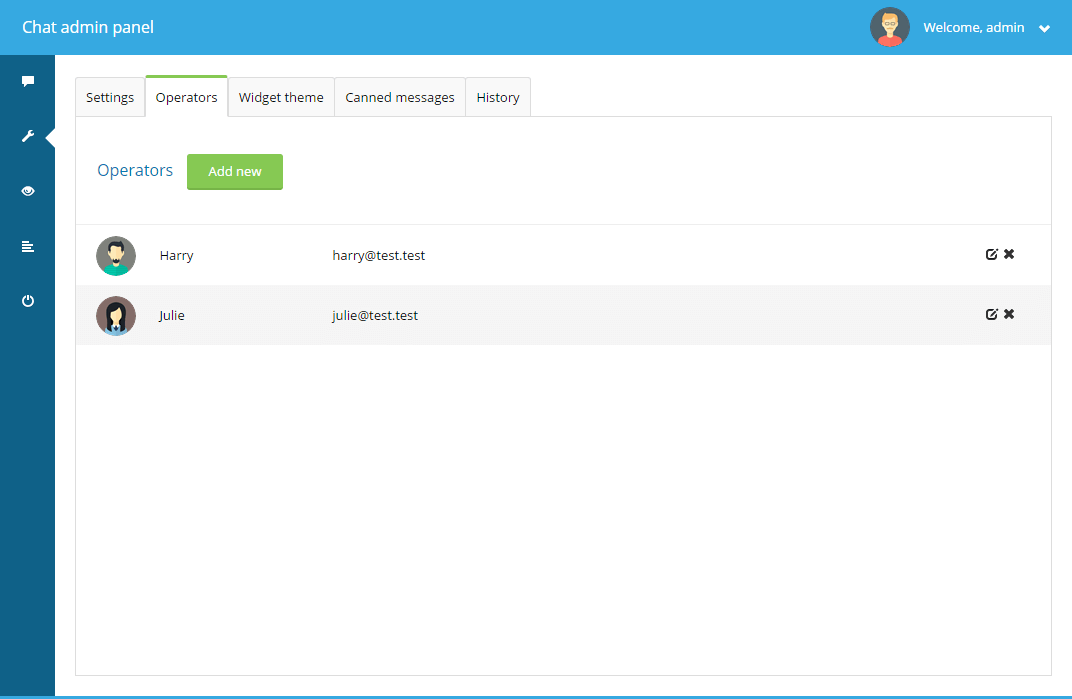 Chat admin panel
Welcome, admin
Settings
Operators
Widget theme
Canned messages
History
Operators
Add new
Harry
harry@test.test
Julie
julie@test.test